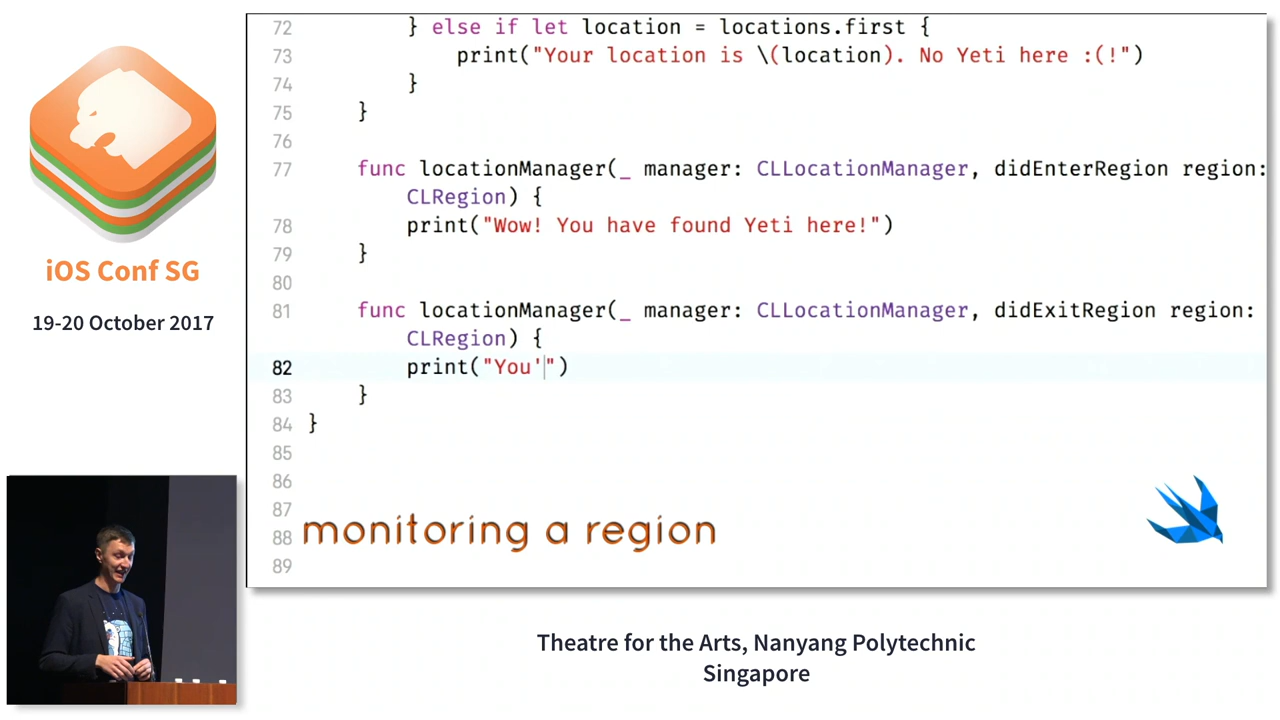 iOS Conf SG
19-20 October 2017
72 } else if let location = locations.first {
73 print("Your location is \(location). No Yeti here :(!")
74 }
75 }
76
77 func locationManager(_ manager: CLLocationManager, didEnterRegion region:
CLRegion) {
78 print("Wow! You have found Yeti here!")
79 }
80
81 func locationManager(_ manager: CLLocationManager, didExitRegion region:
CLRegion) {
82 print("You'")
83 }
84 }
85
86
87
88
89
monitoring a region
Theatre for the Arts, Nanyang Polytechnic
Singapore